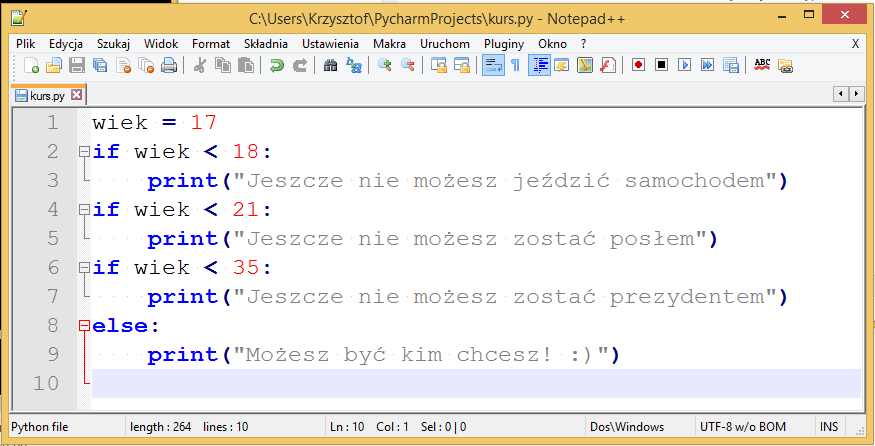 C:\Users\Krzysztof\PycharmProjects\kurs.py - Notepad++
Plik Edycja Szukaj Widok Format Składnia Ustawienia Makra Uruchom Pluginy Okno ? X
ABC
kurs.py
1 wiek = 17
2 if wiek < 18:
3 print("Jeszcze nie możesz jeździć samochodem")
4 if wiek < 21:
5 print("Jeszcze nie możesz zostać posłem")
6 if wiek < 35:
7 print("Jeszcze nie możesz zostać prezydentem")
8 else:
9 print("Możesz być kim chcesz! :)")
10
Python file length : 264 lines : 10 Ln : 10 Col : 1 Sel : 0 | 0 Dos\Windows UTF-8 w/o BOM INS